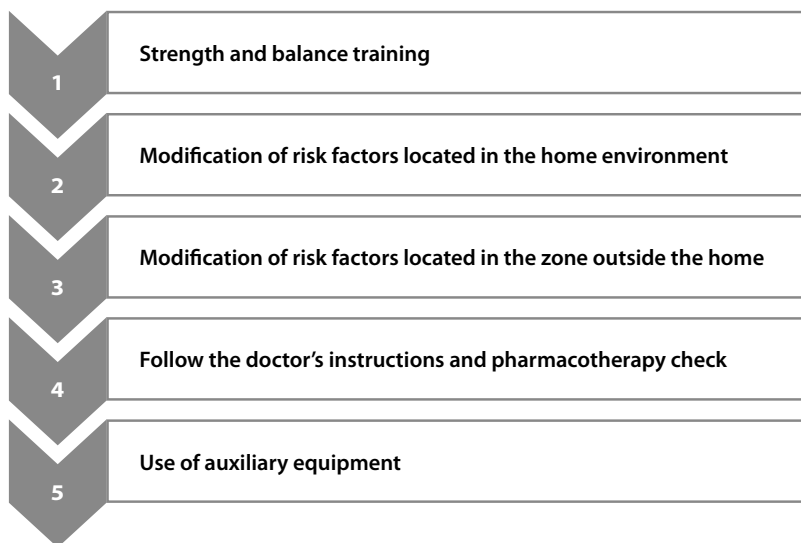 1
Strength and balance training
2
Modification of risk factors located in the home environment
3
Modification of risk factors located in the zone outside the home
4
Follow the doctor's instructions and pharmacotherapy check
5
Use of auxiliary equipment